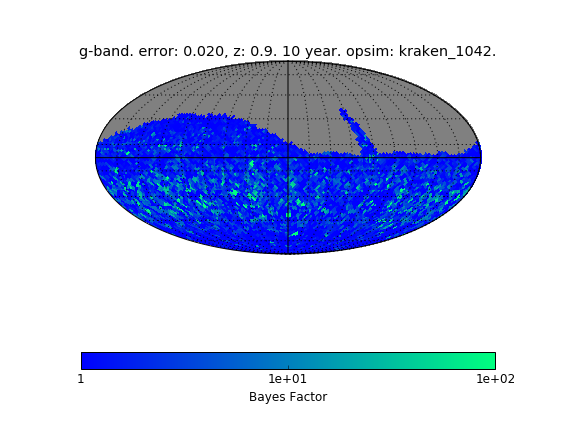 g-band. error: 0.020, z: 0.9. 10 year. opsim: kraken_1042.
1 1e+01 1e+02
Bayes Factor